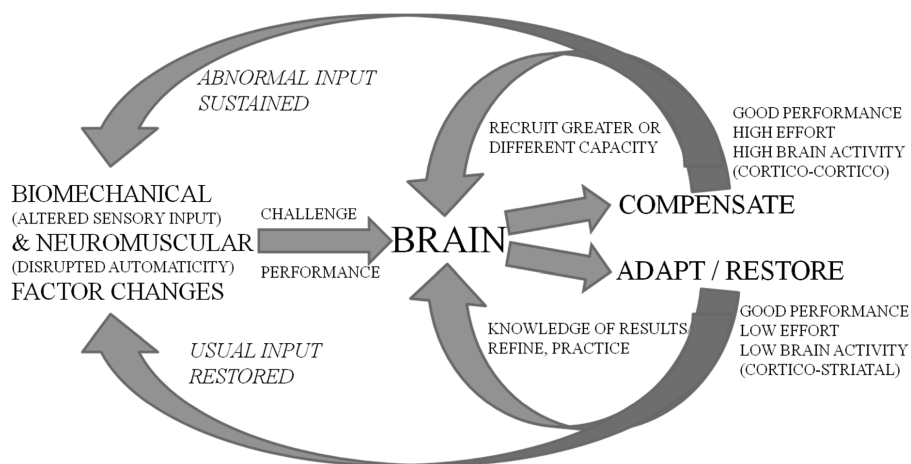 ABNORMAL INPUT
SUSTAINED
RECRUIT GREATER OR
DIFFERENT CAPACITY
GOOD PERFORMANCE
HIGH EFFORT
HIGH BRAIN ACTIVITY
(CORTICO-CORTICO)
BIOMECHANICAL
(ALTERED SENSORY INPUT)
& NEUROMUSCULAR
(DISRUPTED AUTOMATICITY)
FACTOR CHANGES
CHALLENGE
PERFORMANCE
BRAIN
COMPENSATE
ADAPT / RESTORE
USUAL INPUT
RESTORED
KNOWLEDGE OF RESULTS
REFINE, PRACTICE
GOOD PERFORMANCE
LOW EFFORT
LOW BRAIN ACTIVITY
(CORTICO-STRIATAL)